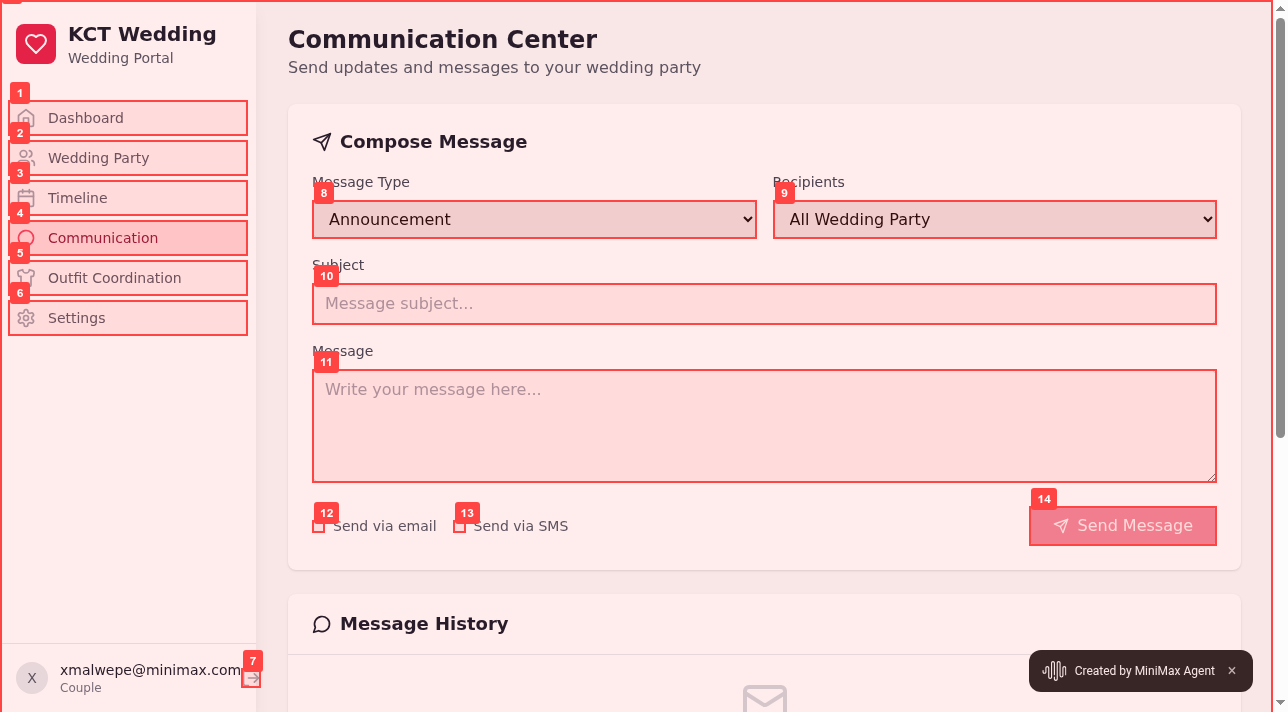 KCT Wedding
Wedding Portal
1
Dashboard
2
Wedding Party
3
Timeline
4
Communication
5
Outfit Coordination
6
Settings
xmalwepe@minimax.com
7
X
Couple
Communication Center
Send updates and messages to your wedding party
Compose Message
Message Type
8
Announcement
Recipients
9
All Wedding Party
Subject
10
Message subject...
Message
11
Write your message here...
12
Send via email
13
Send via SMS
14
Send Message
Message History
Created by MiniMax Agent ×